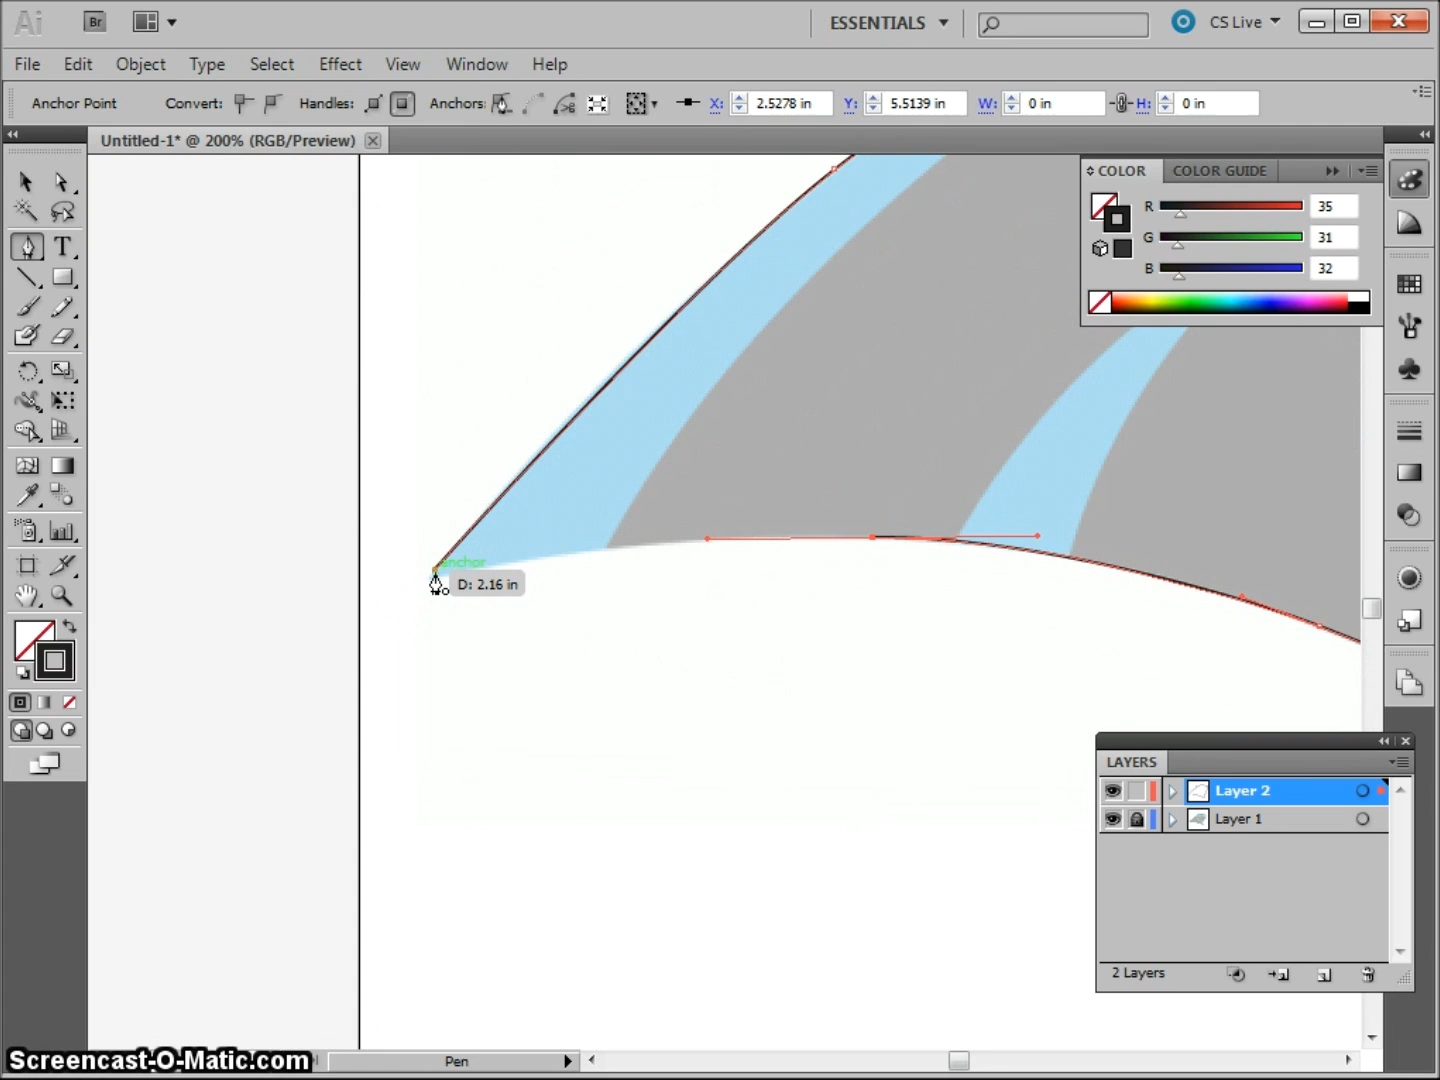 Ai Br ESSENTIALS CS Live
File Edit Object Type Select Effect View Window Help
Anchor Point Convert: Handles: Anchors: X: 2.5278 in Y: 5.5139 in W: 0 in H: 0 in
Untitled-1* @ 200% (RGB/Preview)
COLOR COLOR GUIDE
R 35
G 31
B 32
T
anchor
D: 2.16 in
LAYERS
Layer 2
Layer 1
2 Layers
Pen
Screencast-O-Matic.com